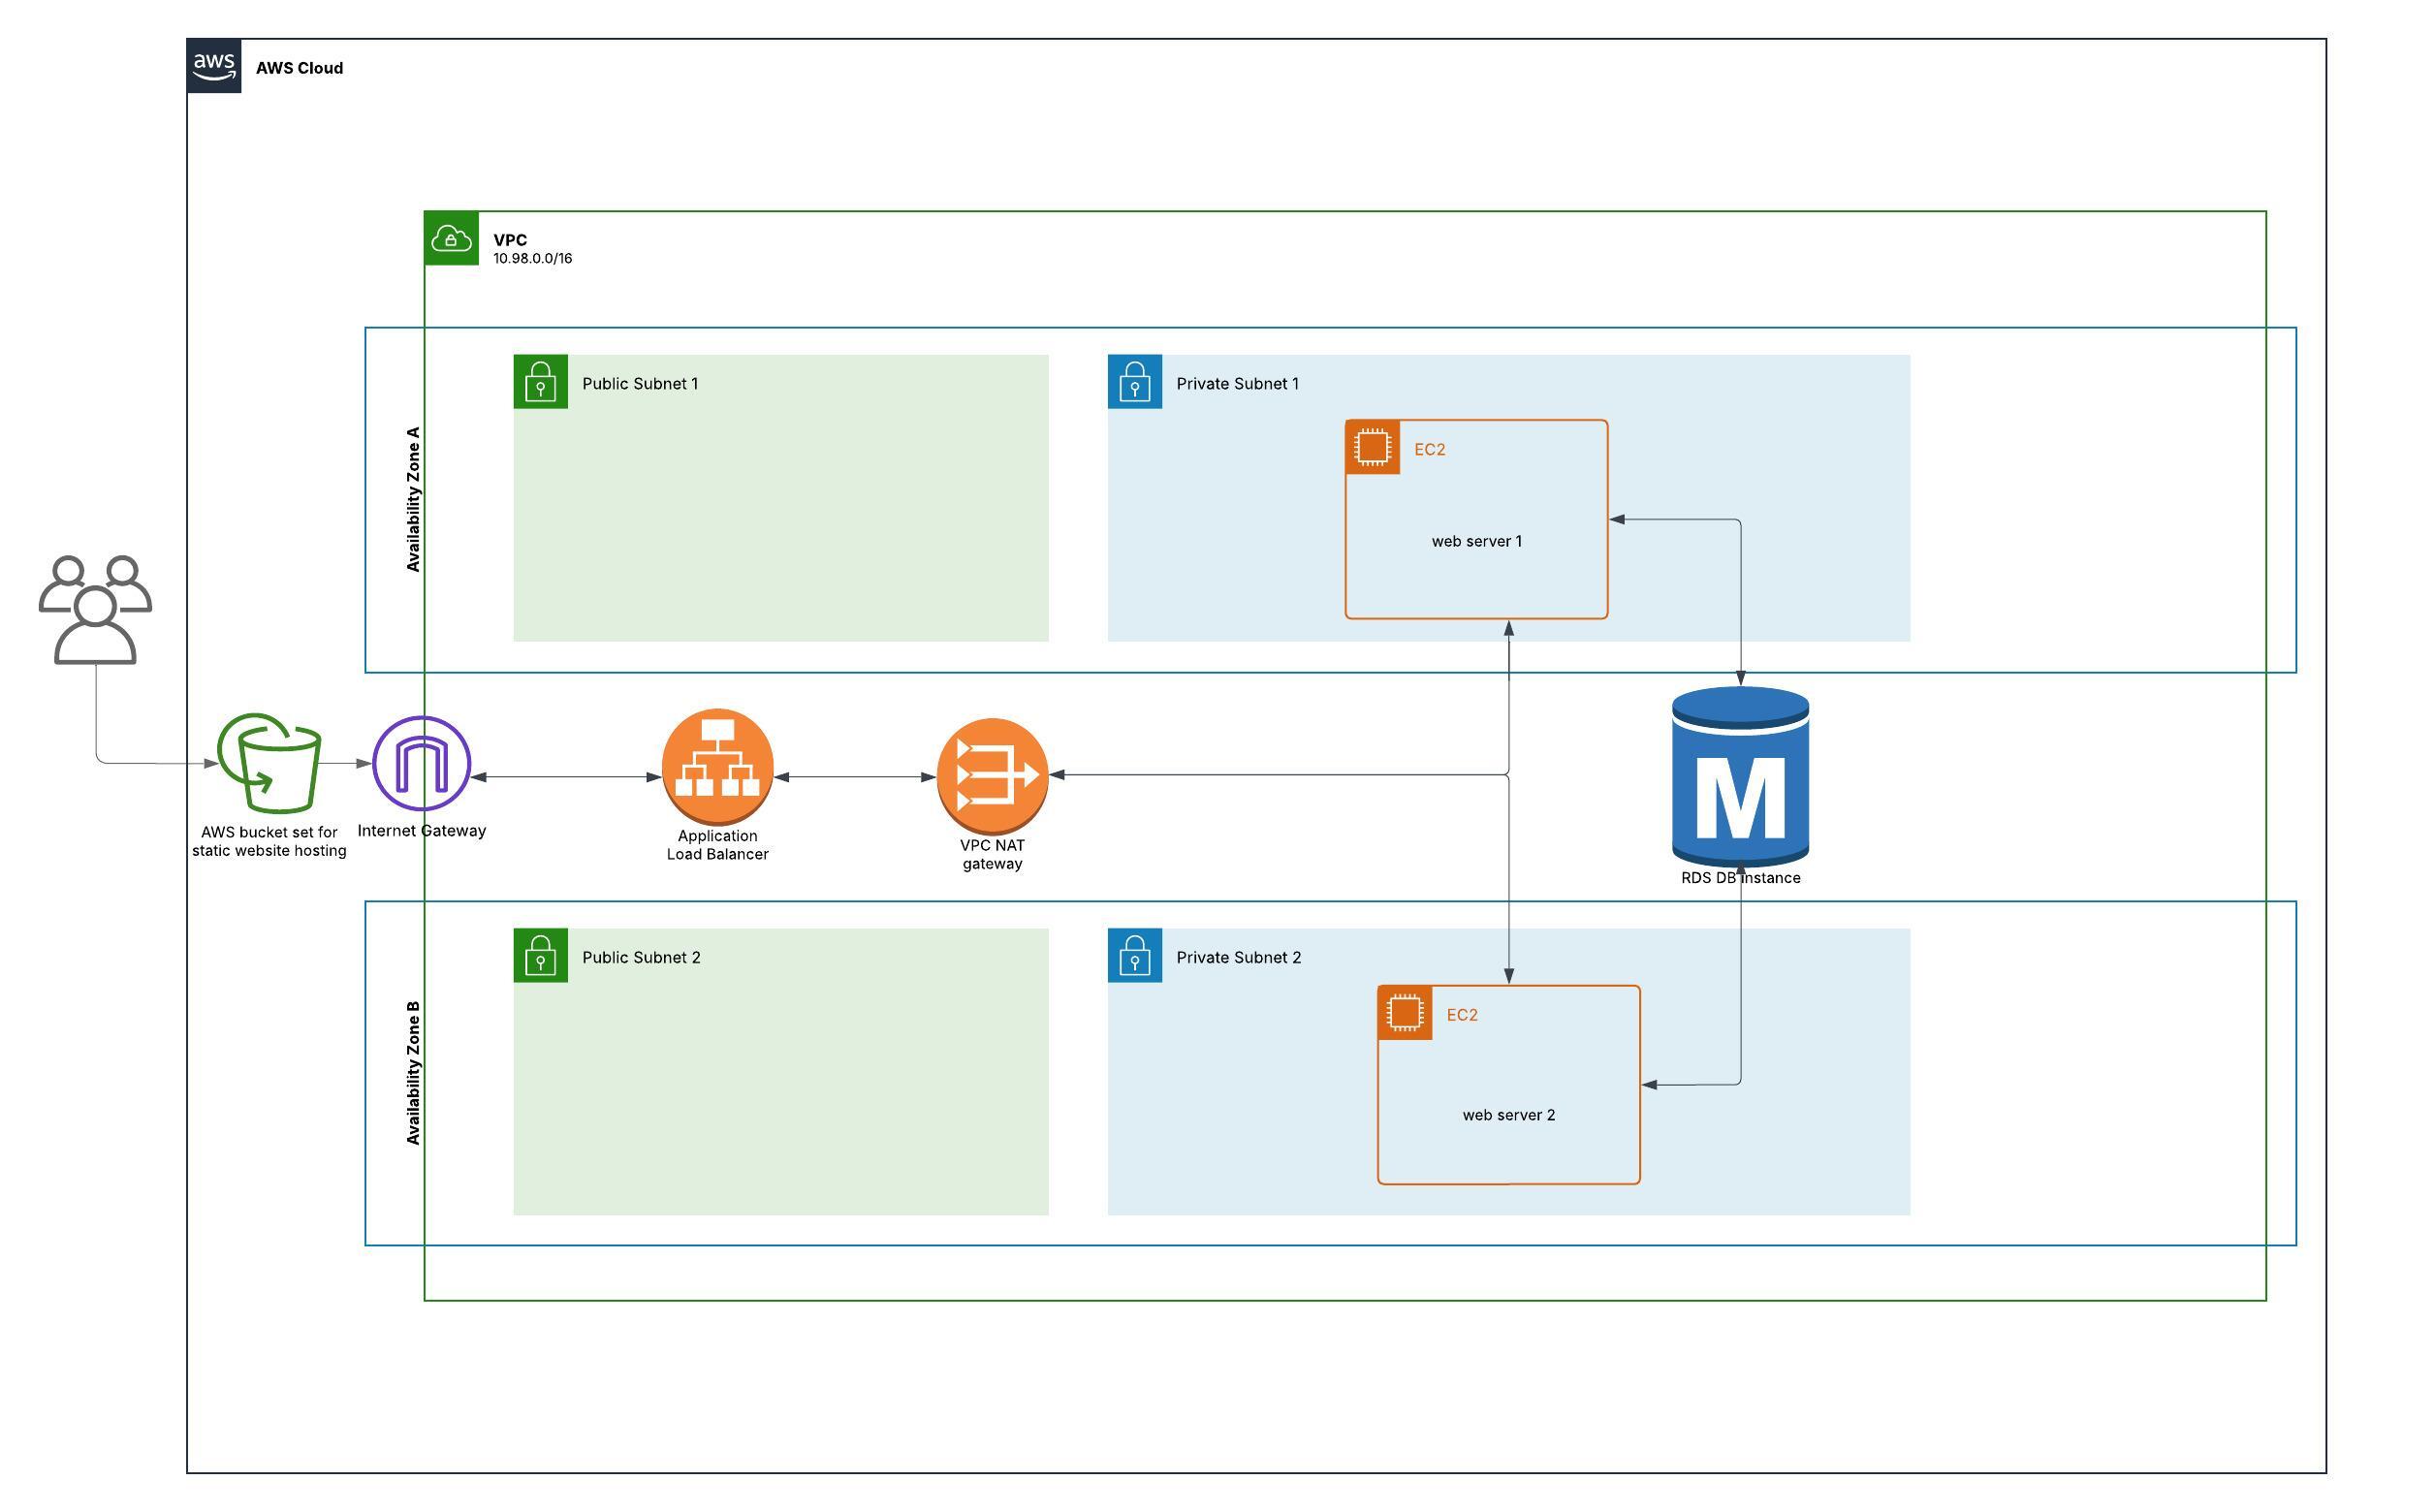 aws
AWS Cloud
VPC
10.98.0.0/16
Availability Zone A
Public Subnet 1
Private Subnet 1
EC2
web server 1
AWS bucket set for
static website hosting
Internet Gateway
Application
Load Balancer
VPC NAT
gateway
M
RDS DB instance
Availability Zone B
Public Subnet 2
Private Subnet 2
EC2
web server 2